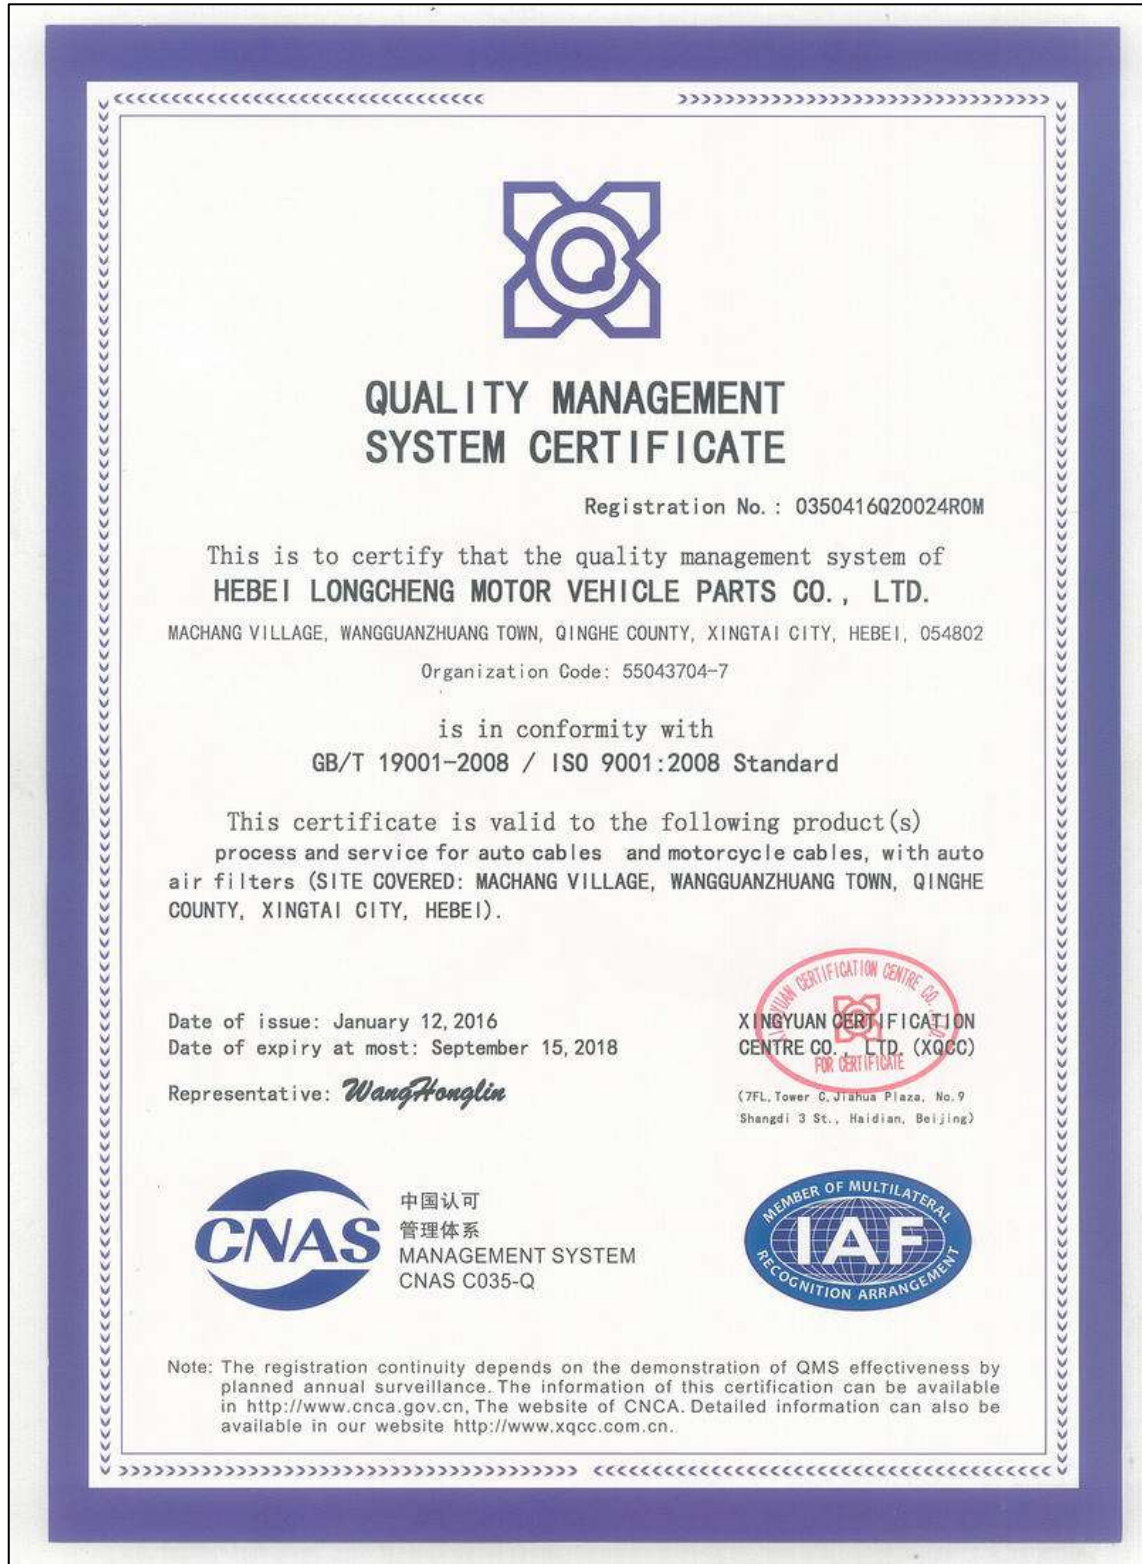 QUALITY MANAGEMENT
SYSTEM CERTIFICATE
Registration No.: 0350416Q20024R0M
This is to certify that the quality management system of
HEBEI LONGCHENG MOTOR VEHICLE PARTS CO., LTD.
MACHANG VILLAGE, WANGGUANZHUANG TOWN, QINGHE COUNTY, XINGTAI CITY, HEBEI, 054802
Organization Code: 55043704-7
is in conformity with
GB/T 19001-2008 / ISO 9001:2008 Standard
This certificate is valid to the following product(s)
process and service for auto cables and motorcycle cables, with auto
air filters (SITE COVERED: MACHANG VILLAGE, WANGGUANZHUANG TOWN, QINGHE
COUNTY, XINGTAI CITY, HEBEI).
Date of issue: January 12, 2016
Date of expiry at most: September 15, 2018
Representative: WangHonglin
XINGYUAN CERTIFICATION CENTRE CO., LTD.
FOR CERTIFICATE
XINGYUAN CERTIFICATION
CENTRE CO., LTD. (XQCC)
(7FL, Tower C, Jiahua Plaza, No.9
Shangdi 3 St., Haidian, Beijing)
CNAS
中国认可
管理体系
MANAGEMENT SYSTEM
CNAS C035-Q
MEMBER OF MULTILATERAL
IAF
RECOGNITION ARRANGEMENT
Note: The registration continuity depends on the demonstration of QMS effectiveness by
planned annual surveillance. The information of this certification can be available
in http://www.cnca.gov.cn, The website of CNCA. Detailed information can also be
available in our website http://www.xqcc.com.cn.